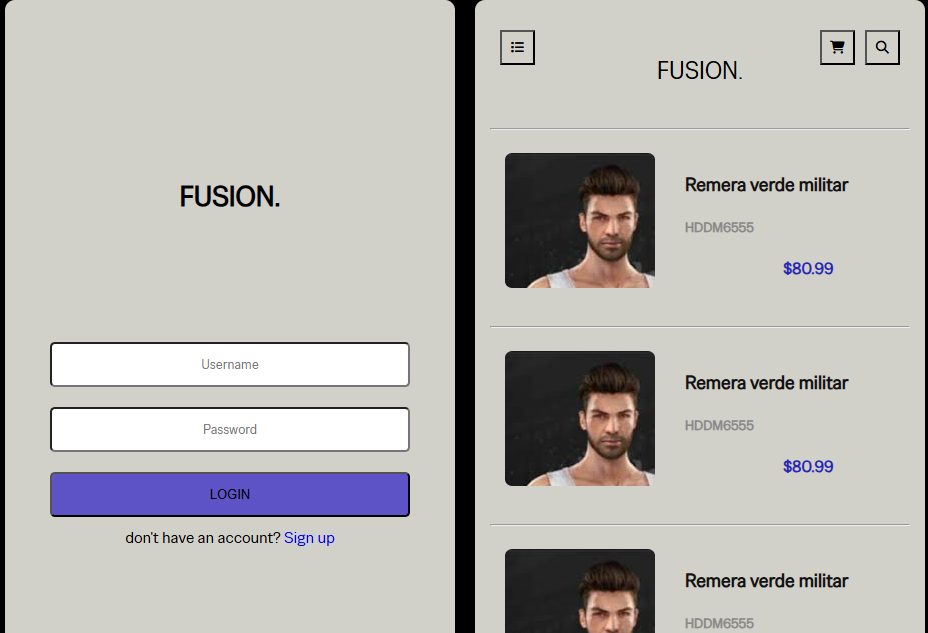 FUSION.
Username
Password
LOGIN
don't have an account? Sign up
FUSION.
Remera verde militar
HDDM6555
$80.99
Remera verde militar
HDDM6555
$80.99
Remera verde militar
HDDM6555